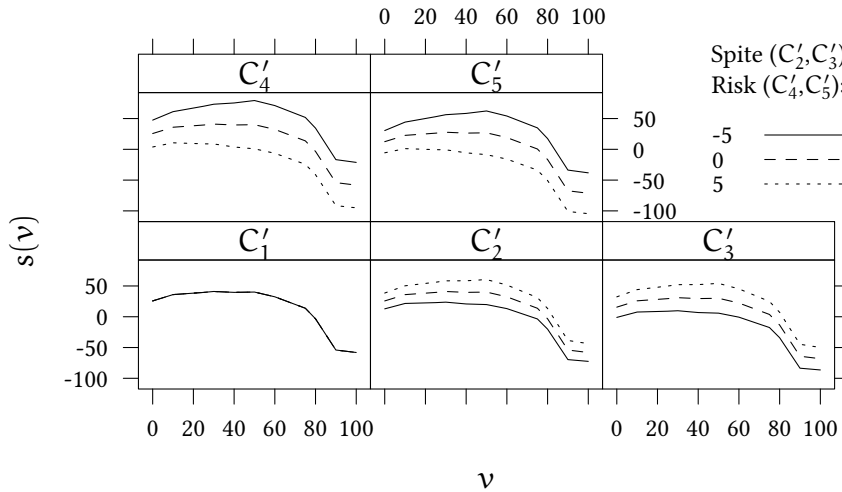 0 20 40 60 80 100
C′4 C′5
Spite (C′2,C′3)
Risk (C′4,C′5):
50
0
-50
-100
-5
0
5
s(v)
C′1 C′2 C′3
50
0
-50
-100
0 20 40 60 80 100 0 20 40 60 80 100
v